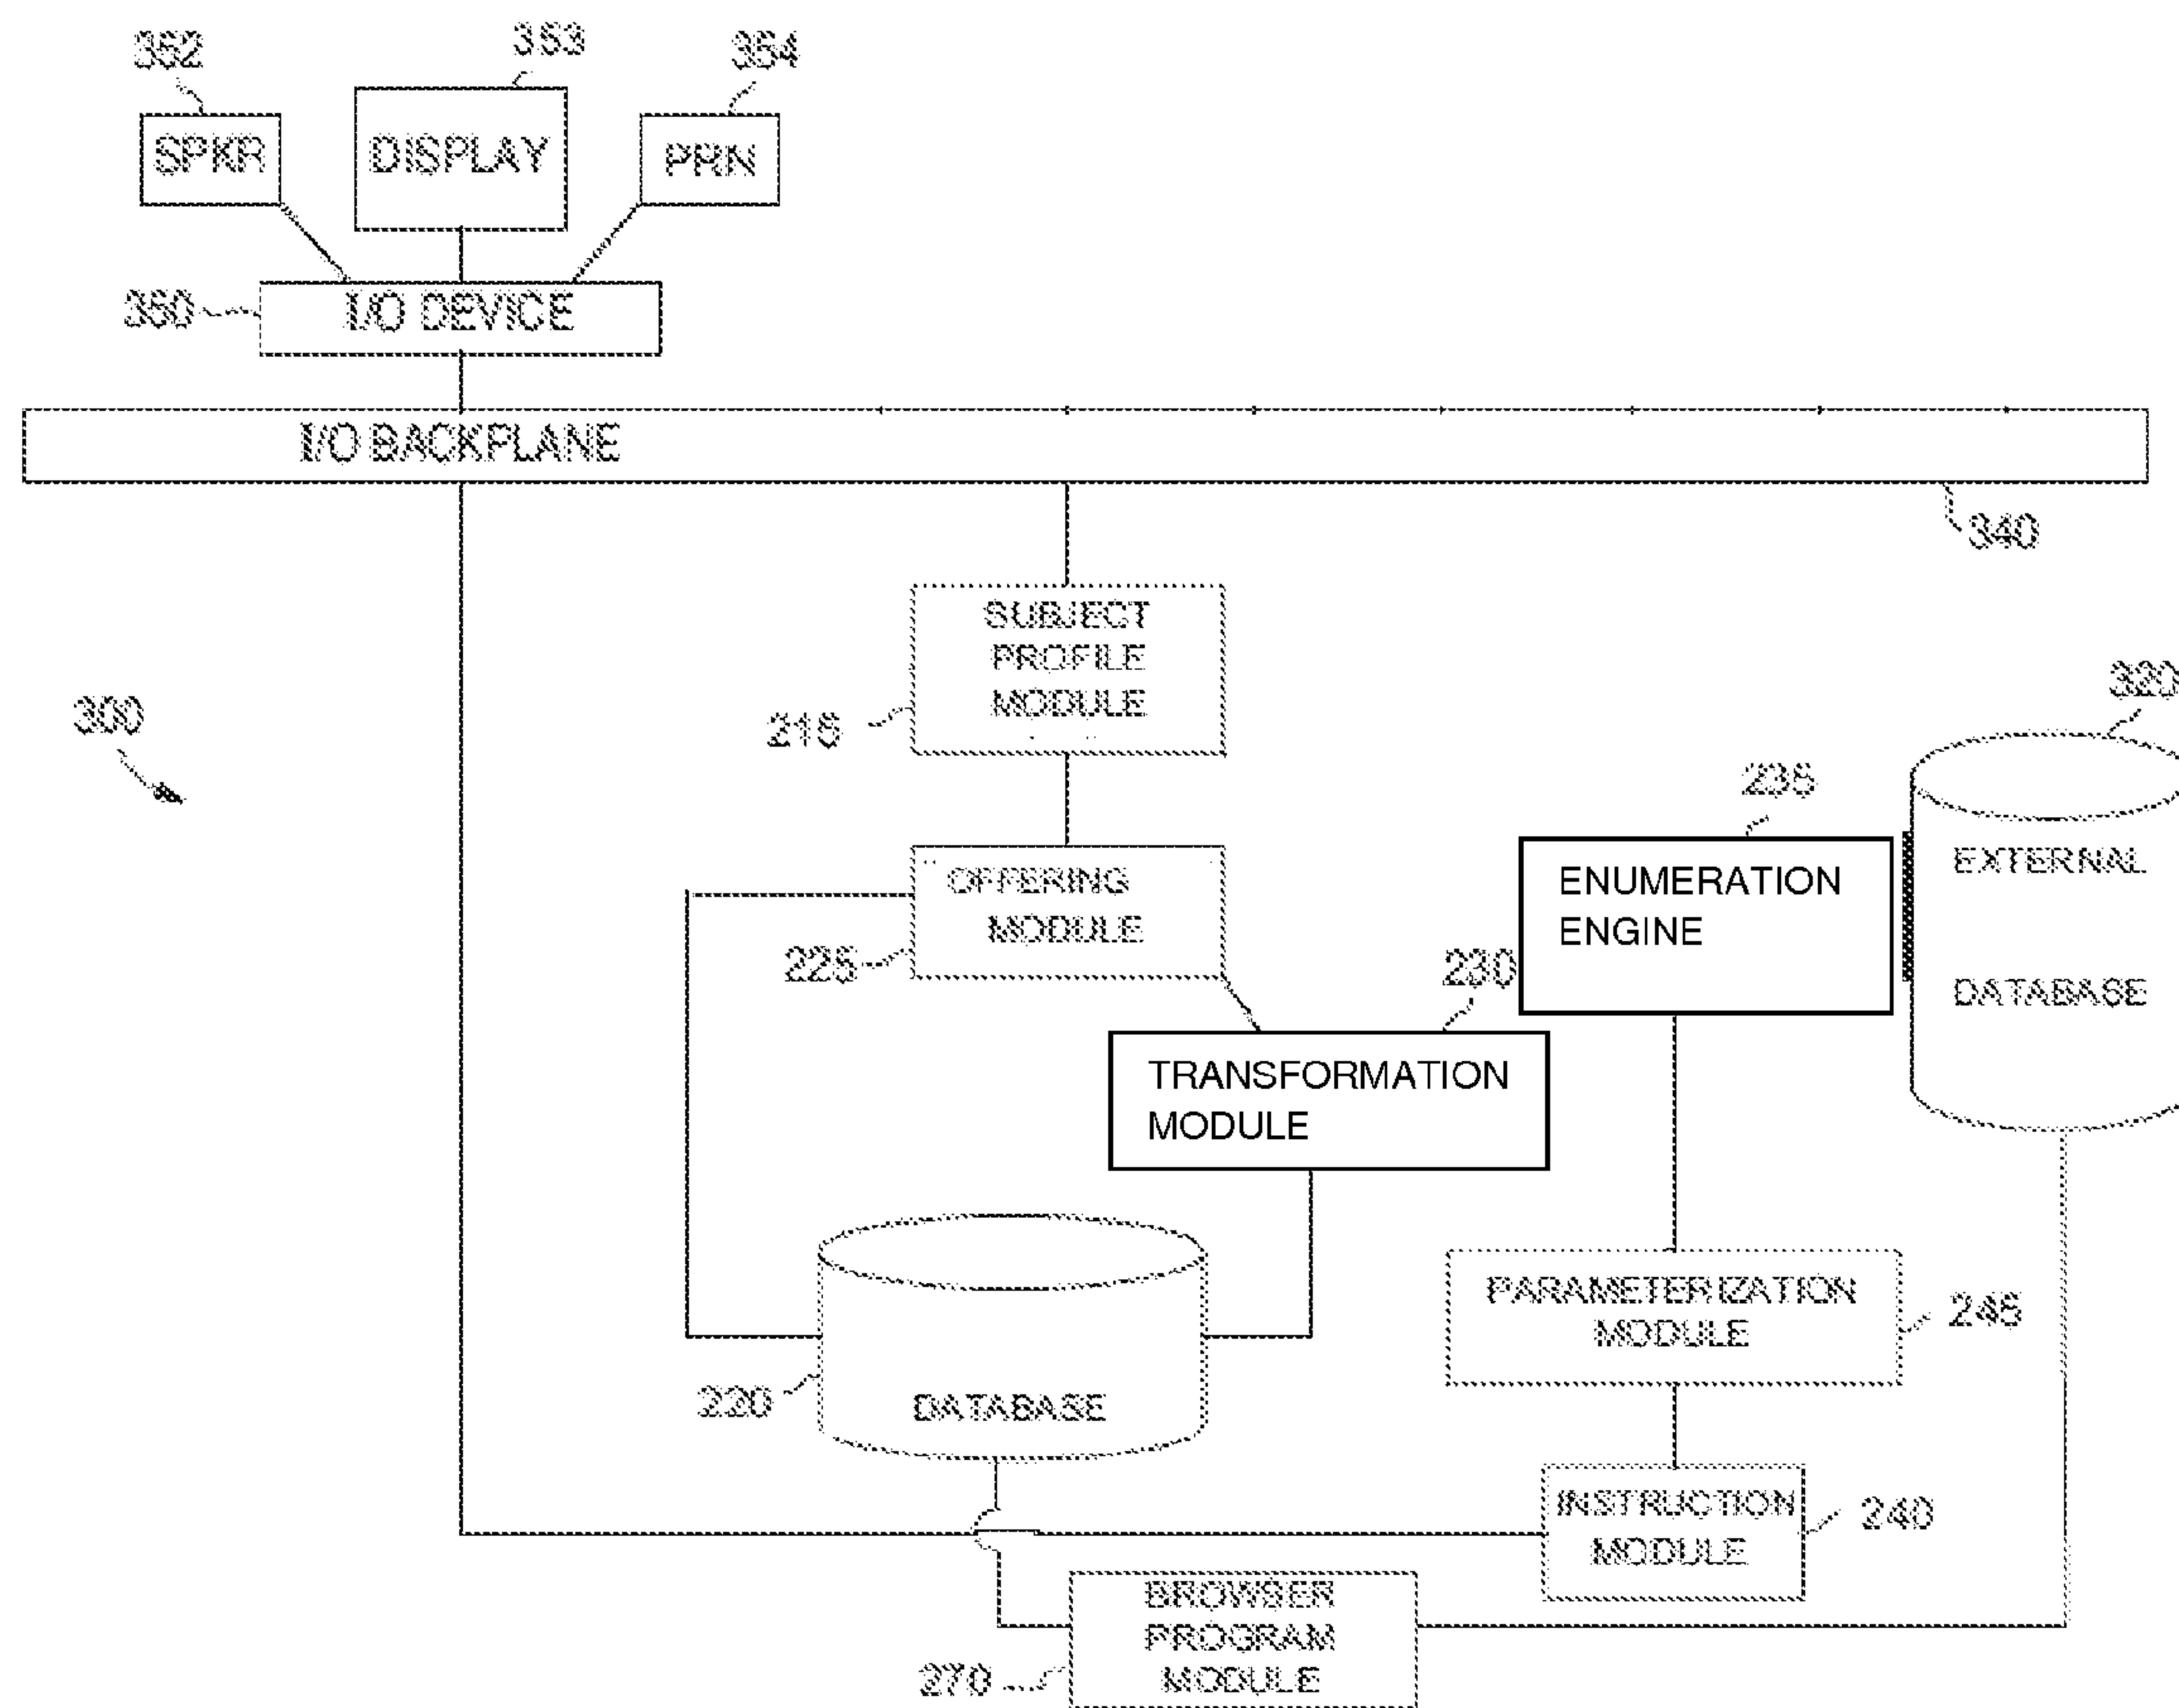 352
353
354
SPKR
DISPLAY
PRN
350
I/O DEVICE
I/O BACKPLANE
340
SUBJECT
PROFILE
MODULE
215
300
320
235
OFFERING
MODULE
225
ENUMERATION
ENGINE
EXTERNAL
DATABASE
230
TRANSFORMATION
MODULE
PARAMETERIZATION
MODULE
245
220
DATABASE
INSTRUCTION
MODULE
240
BROWSER
PROGRAM
MODULE
270